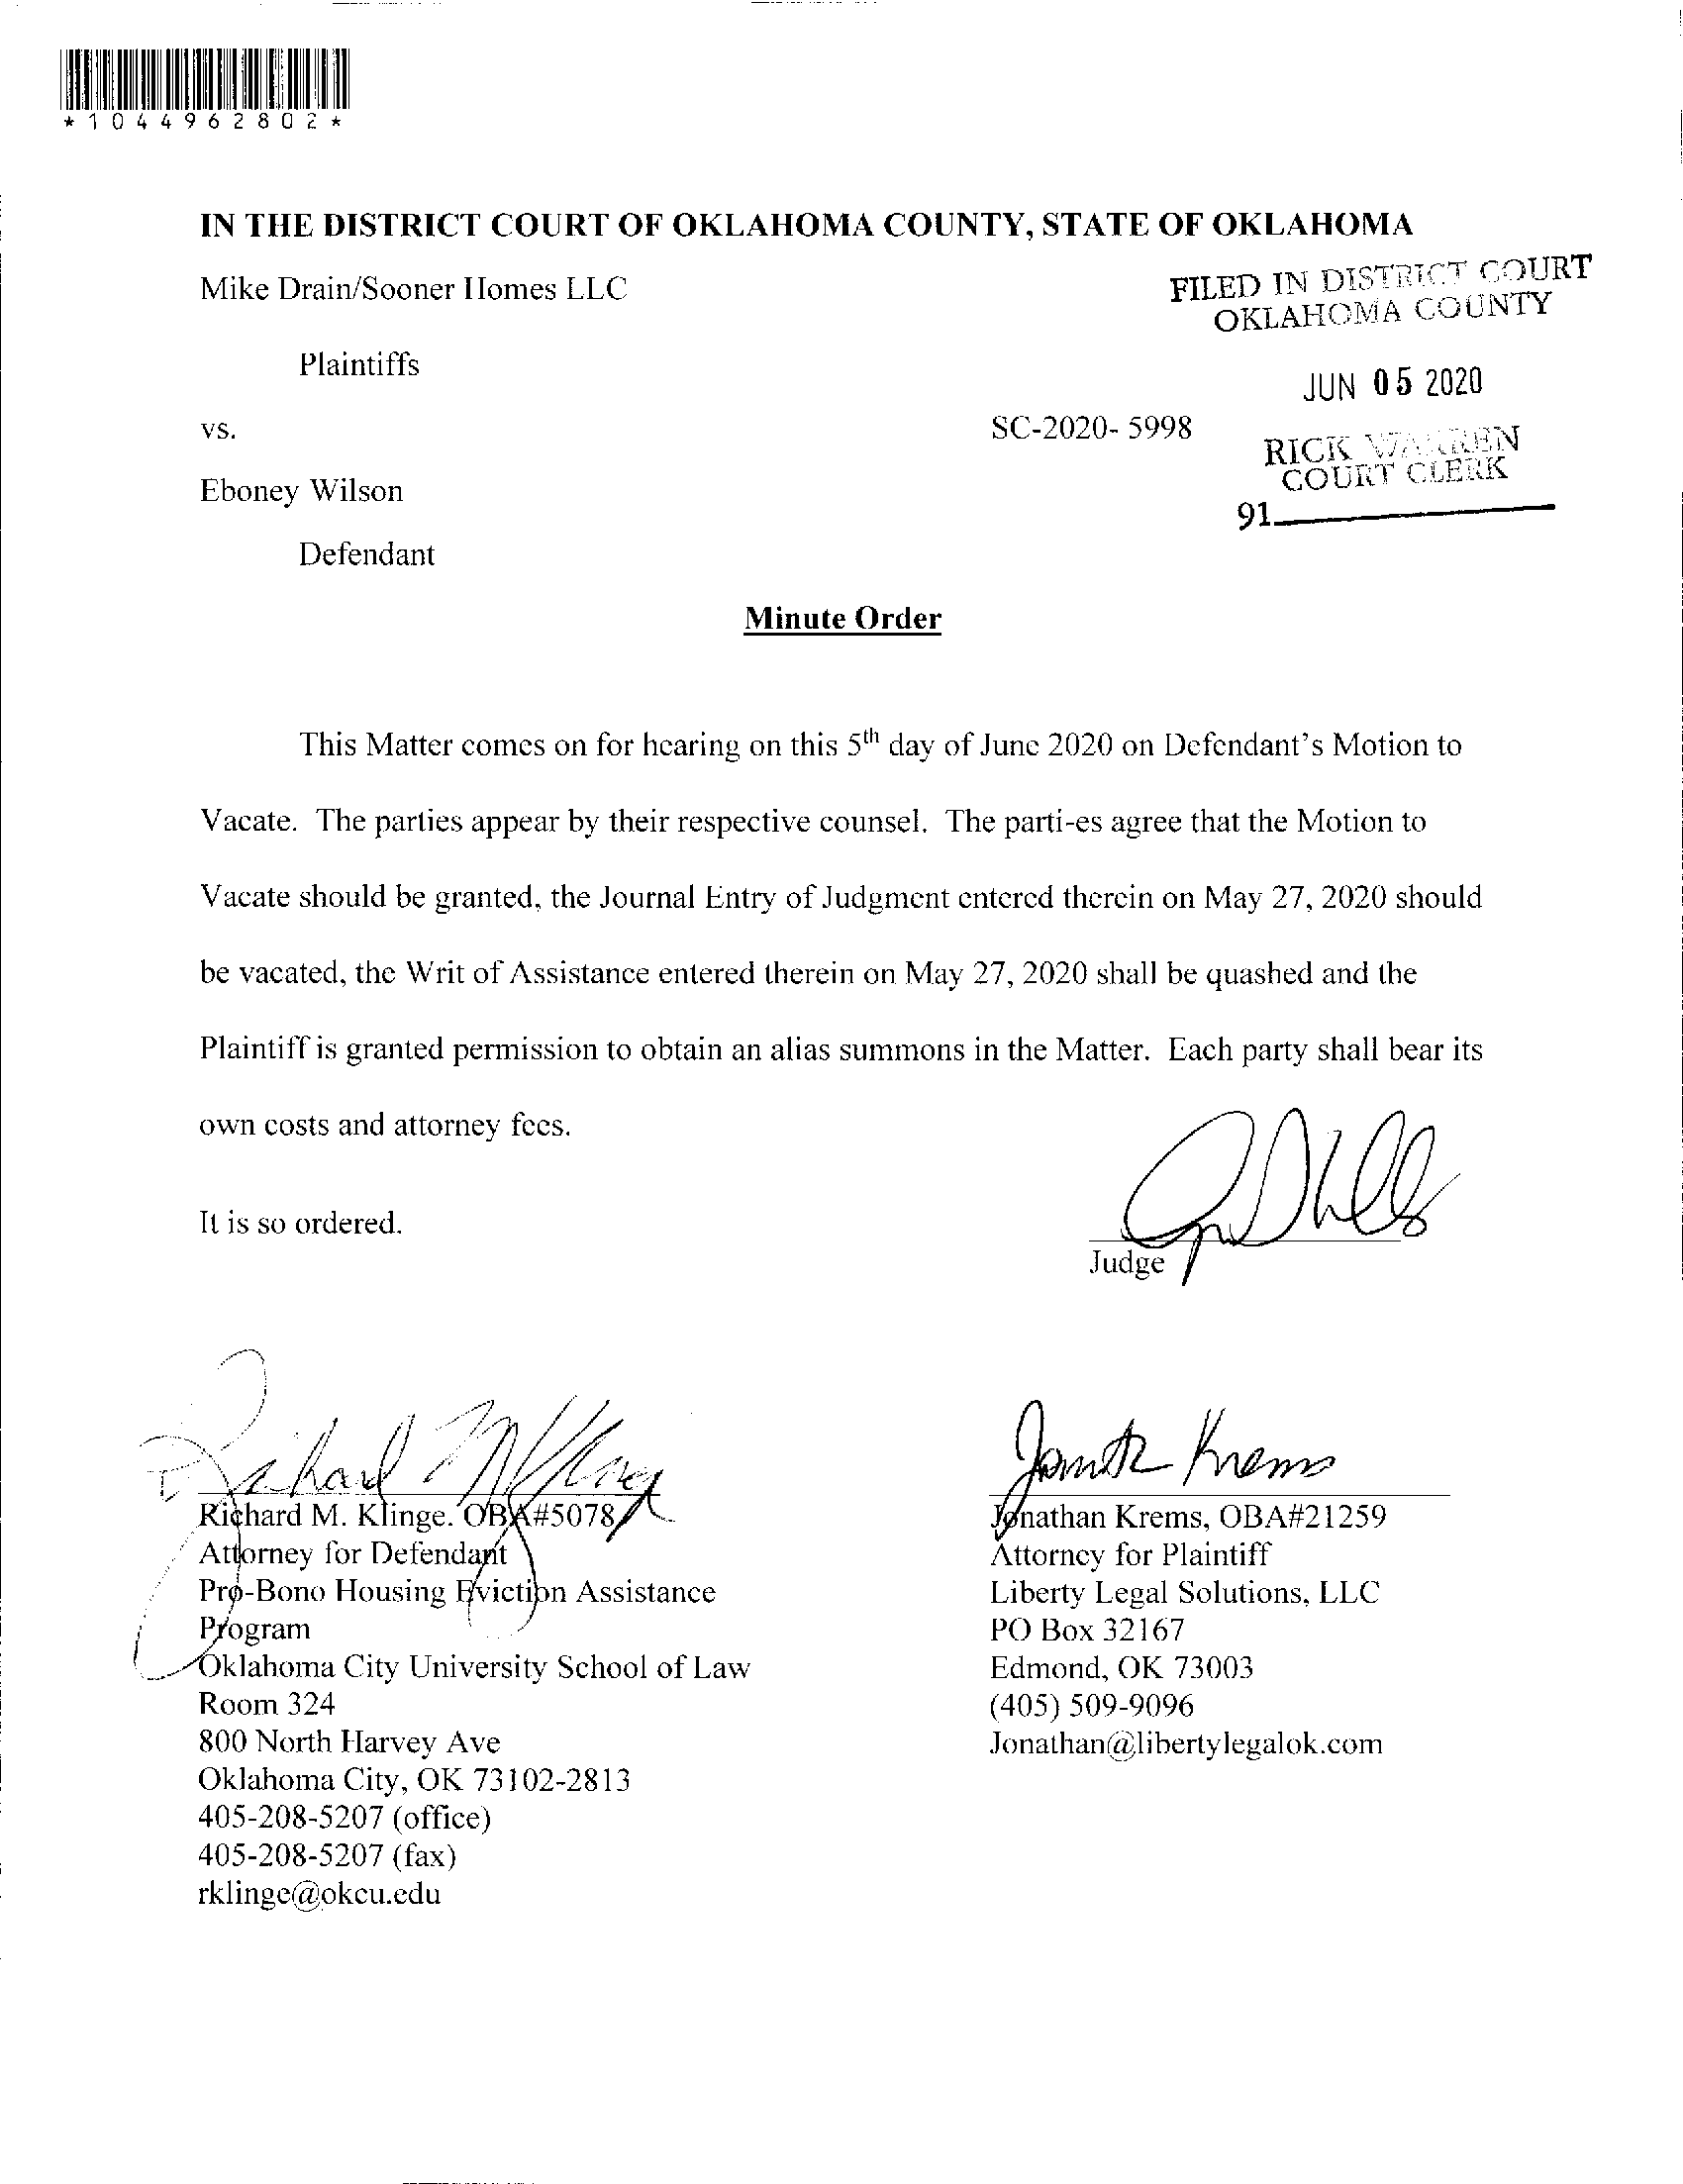 *1044962802*
IN THE DISTRICT COURT OF OKLAHOMA COUNTY, STATE OF OKLAHOMA
Mike Drain/Sooner Homes LLC
FILED IN DISTRICT COURT
OKLAHOMA COUNTY
Plaintiffs
JUN 05 2020
vs.
SC-2020- 5998
RICK WARREN
COURT CLERK
91
Eboney Wilson
Defendant
Minute Order
This Matter comes on for hearing on this 5th day of June 2020 on Defendant's Motion to
Vacate. The parties appear by their respective counsel. The parti-es agree that the Motion to
Vacate should be granted, the Journal Entry of Judgment entered therein on May 27, 2020 should
be vacated, the Writ of Assistance entered therein on May 27, 2020 shall be quashed and the
Plaintiff is granted permission to obtain an alias summons in the Matter. Each party shall bear its
own costs and attorney fees.
It is so ordered.
Judge
Richard M Klinge
Richard M. Klinge. OBA#5078
Attorney for Defendant
Pro-Bono Housing Eviction Assistance
Program
Oklahoma City University School of Law
Room 324
800 North Harvey Ave
Oklahoma City, OK 73102-2813
405-208-5207 (office)
405-208-5207 (fax)
rklinge@okcu.edu
Jonathan Krems
Jonathan Krems, OBA#21259
Attorney for Plaintiff
Liberty Legal Solutions, LLC
PO Box 32167
Edmond, OK 73003
(405) 509-9096
Jonathan@libertylegalok.com